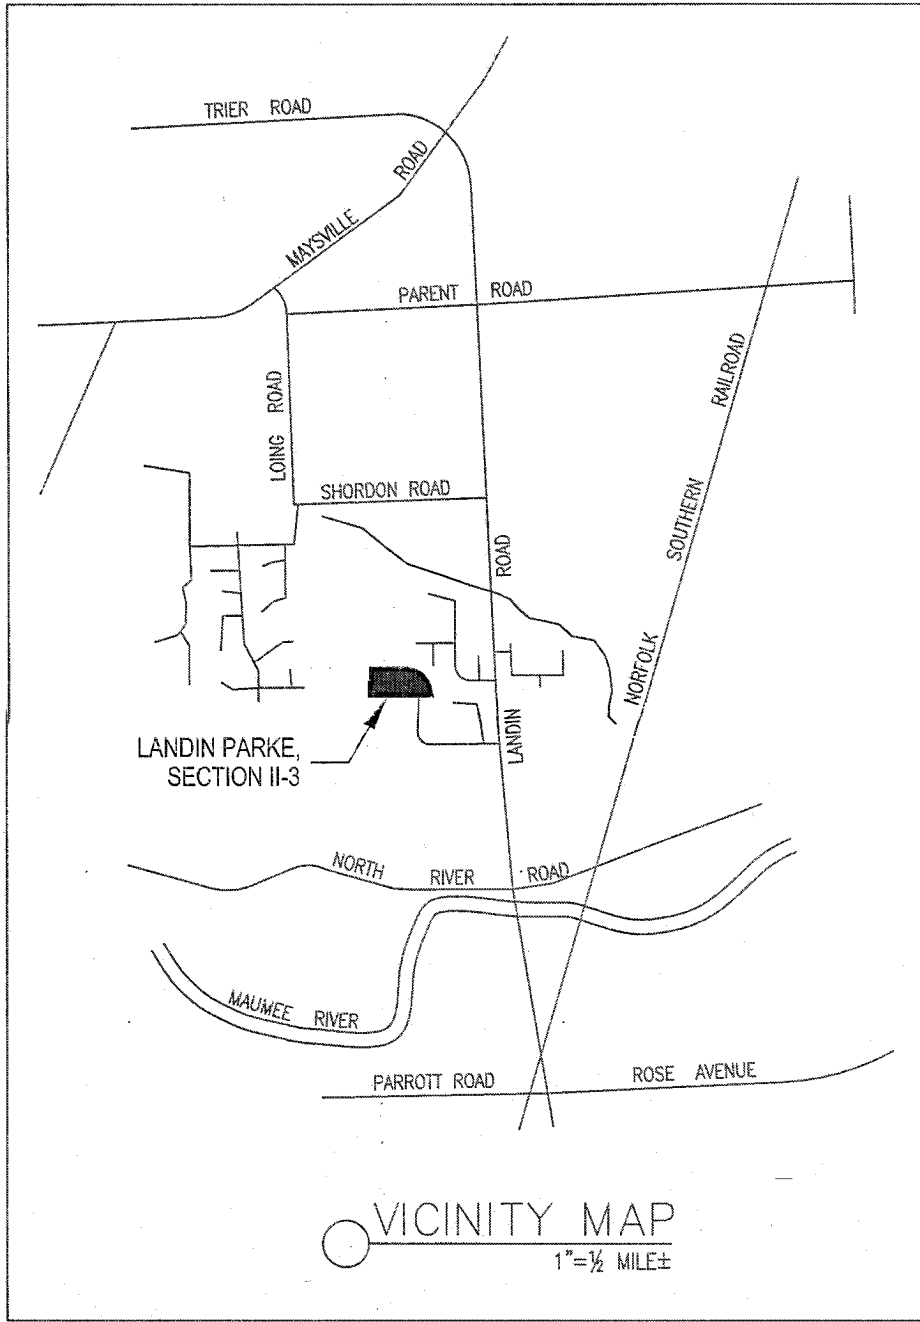 TRIER ROAD
MAYSVILLE ROAD
PARENT ROAD
LOING ROAD
SHORDON ROAD
NORFOLK SOUTHERN RAILROAD
LANDIN ROAD
LANDIN PARKE,
SECTION II-3
NORTH RIVER ROAD
MAUMEE RIVER
PARROTT ROAD
ROSE AVENUE
VICINITY MAP
1"=½ MILE±